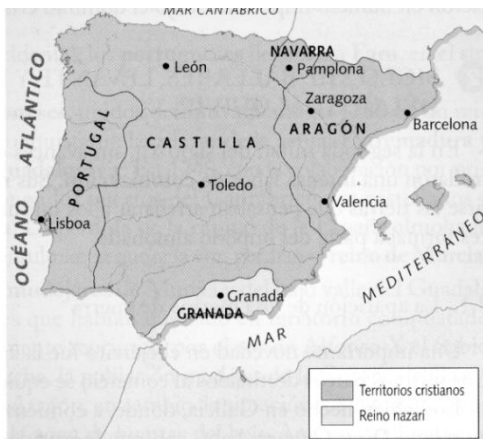 MAR CANTÁBRICO
León
NAVARRA
Pamplona
Zaragoza
ARAGÓN
Barcelona
OCÉANO ATLÁNTICO
PORTUGAL
CASTILLA
Toledo
Valencia
Lisboa
Granada
GRANADA
MAR MEDITERRÁNEO
Territorios cristianos
Reino nazarí